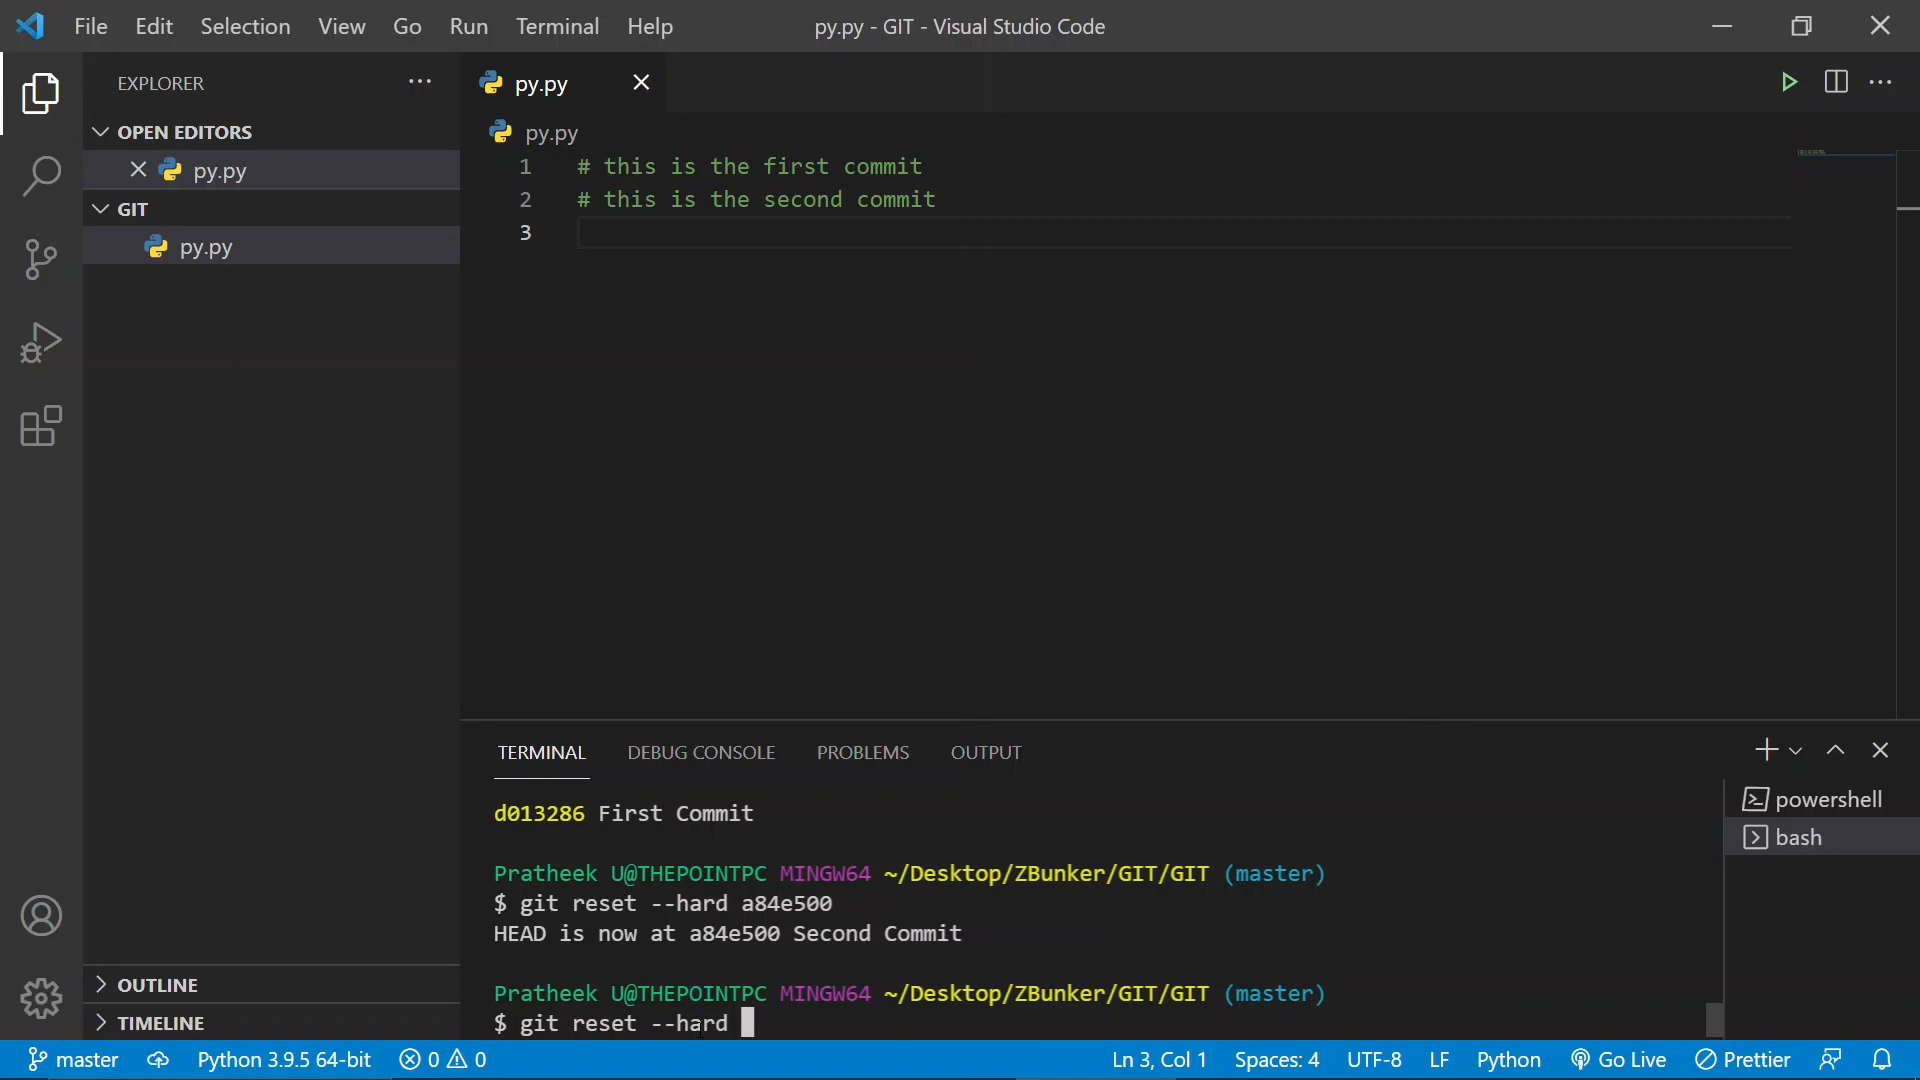 File Edit Selection View Go Run Terminal Help py.py - GIT - Visual Studio Code
EXPLORER
OPEN EDITORS
py.py
GIT
py.py
OUTLINE
TIMELINE
py.py
py.py
1 # this is the first commit
2 # this is the second commit
3
TERMINAL DEBUG CONSOLE PROBLEMS OUTPUT
d013286 First Commit
Pratheek U@THEPOINTPC MINGW64 ~/Desktop/ZBunker/GIT/GIT (master)
$ git reset --hard a84e500
HEAD is now at a84e500 Second Commit
Pratheek U@THEPOINTPC MINGW64 ~/Desktop/ZBunker/GIT/GIT (master)
$ git reset --hard
powershell
bash
master Python 3.9.5 64-bit 0 0 Ln 3, Col 1 Spaces: 4 UTF-8 LF Python Go Live Prettier